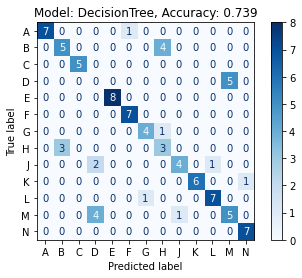 Model: DecisionTree, Accuracy: 0.739
A 7 0 0 0 0 1 0 0 0 0 0 0 0
B 0 5 0 0 0 0 0 4 0 0 0 0 0
C 0 0 5 0 0 0 0 0 0 0 0 0 0
D 0 0 0 0 0 0 0 0 0 0 0 5 0
E 0 0 0 0 8 0 0 0 0 0 0 0 0
F 0 0 0 0 0 7 0 0 0 0 0 0 0
G 0 0 0 0 0 0 4 1 0 0 0 0 0
H 0 3 0 0 0 0 0 3 0 0 0 0 0
J 0 0 0 2 0 0 0 0 4 0 1 0 0
K 0 0 0 0 0 0 0 0 0 6 0 0 1
L 0 0 0 0 0 0 1 0 0 0 7 0 0
M 0 0 0 4 0 0 0 0 1 0 0 5 0
N 0 0 0 0 0 0 0 0 0 0 0 0 7
A B C D E F G H J K L M N
Predicted label
True label
8
7
6
5
4
3
2
1
0